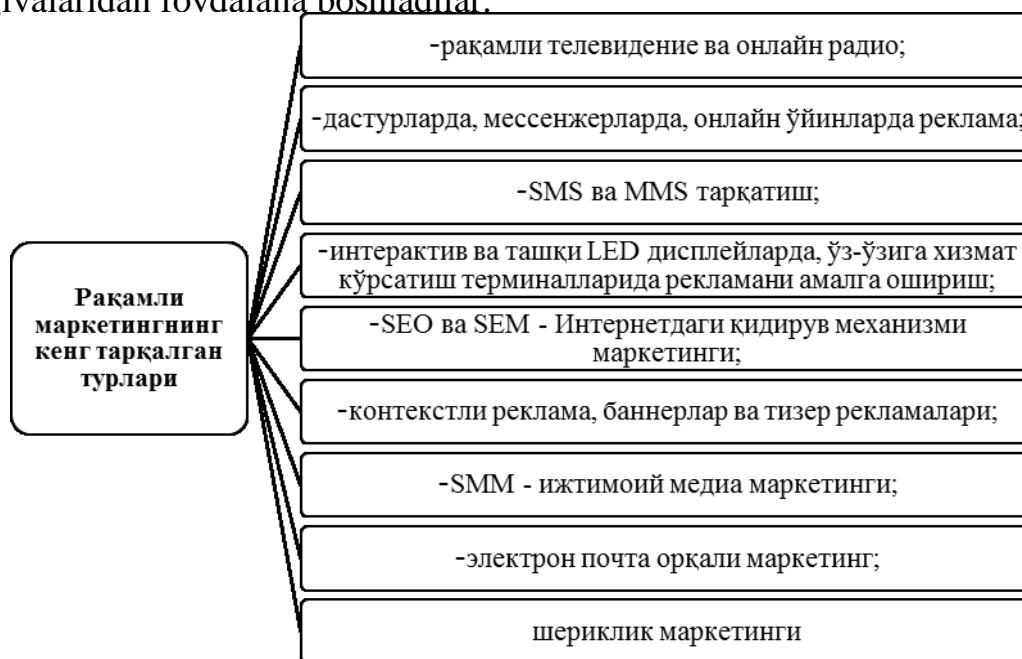 foydalana boshladilar.
-рақамли телевидение ва онлайн радио;
-дастурларда, мессенжерларда, онлайн ўйинларда реклама;
-SMS ва MMS тарқатиш;
-интерактив ва ташқи LED дисплейларда, ўз-ўзига хизмат
кўрсатиш терминалларида рекламани амалга ошириш;
Рақамли
маркетингнинг
кенг тарқалган
турлари
-SEO ва SEM - Интернетдаги қидирув механизми
маркетинги;
-контекстли реклама, баннерлар ва тизер рекламалари;
-SMM - ижтимоий медиа маркетинги;
-электрон почта орқали маркетинг;
шериклик маркетинги